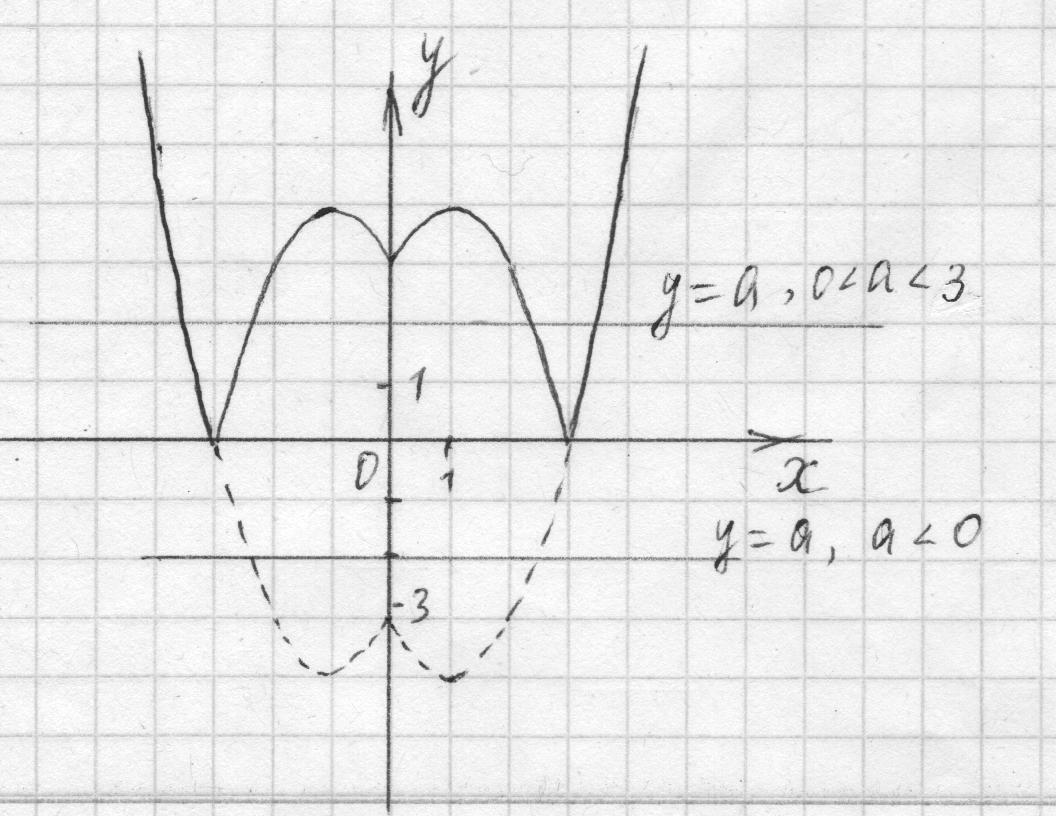 y
y = a, 0 < a < 3
1
0
1
x
y = a, a < 0
-3